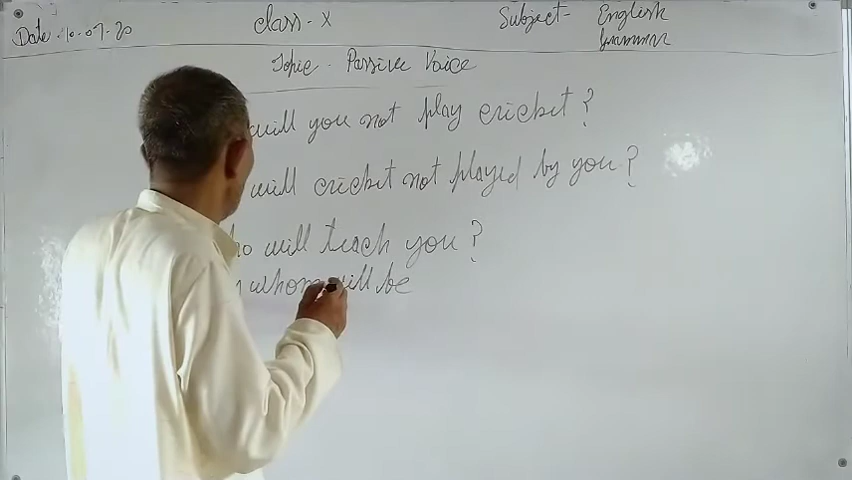 Date. 10.07.20
Class - X
Subject - English Grammar
Topic - Passive Voice
will you not play cricket?
will cricket not played by you?
will teach you?
whom will be